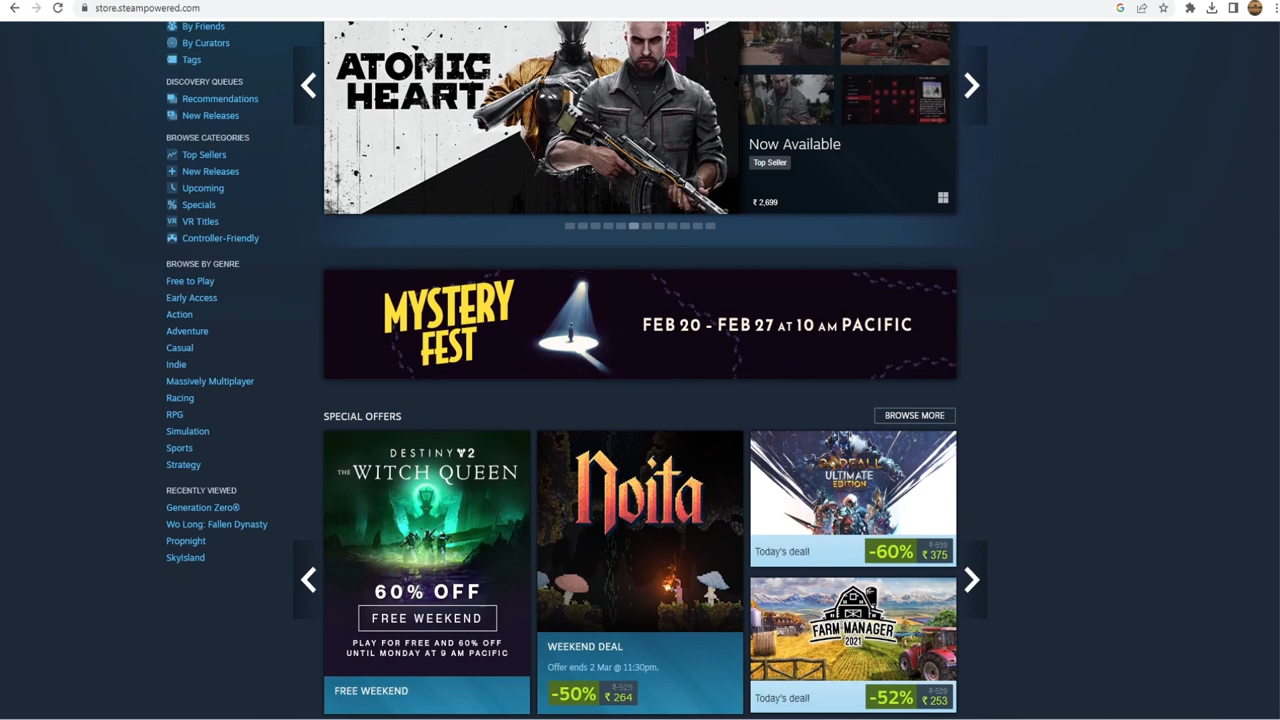 store.steampowered.com
By Friends
By Curators
Tags
DISCOVERY QUEUES
Recommendations
New Releases
BROWSE CATEGORIES
Top Sellers
New Releases
Upcoming
Specials
VR VR Titles
Controller-Friendly
BROWSE BY GENRE
Free to Play
Early Access
Action
Adventure
Casual
Indie
Massively Multiplayer
Racing
RPG
Simulation
Sports
Strategy
RECENTLY VIEWED
Generation Zero®
Wo Long: Fallen Dynasty
Propnight
SkyIsland
ATOMIC
HEART
Now Available
Top Seller
₹ 2,699
MYSTERY
FEST
FEB 20 - FEB 27 AT 10 AM PACIFIC
SPECIAL OFFERS
BROWSE MORE
DESTINY 2
THE WITCH QUEEN
60% OFF
FREE WEEKEND
PLAY FOR FREE AND 60% OFF
UNTIL MONDAY AT 9 AM PACIFIC
FREE WEEKEND
Noita
WEEKEND DEAL
Offer ends 2 Mar @ 11:30pm.
-50%
₹ 529
₹ 264
GODFALL
ULTIMATE
EDITION
Today's deal!
-60%
₹ 939
₹ 375
FARM MANAGER
2021
Today's deal!
-52%
₹ 529
₹ 253